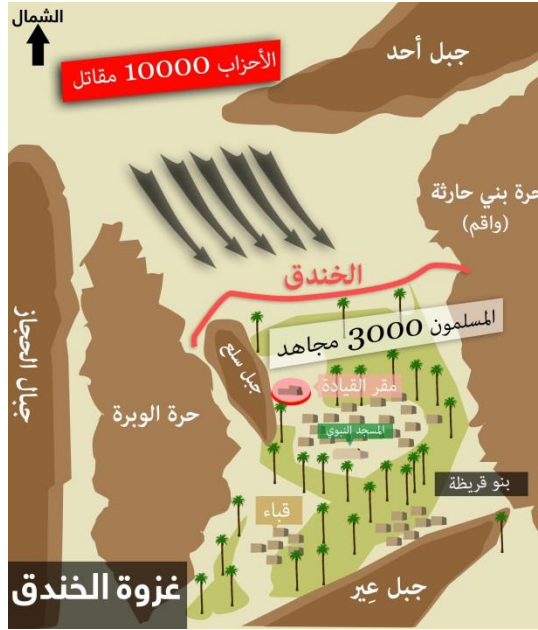 الشمال
الأحزاب 10000 مقاتل
جبل أحد
حرة بني حارثة
(واقم)
الخندق
المسلمون 3000 مجاهد
جبال الحجاز
حرة الوبرة
جبل سلع
مقر القيادة
المسجد النبوي
بنو قريظة
قباء
غزوة الخندق
جبل عِير